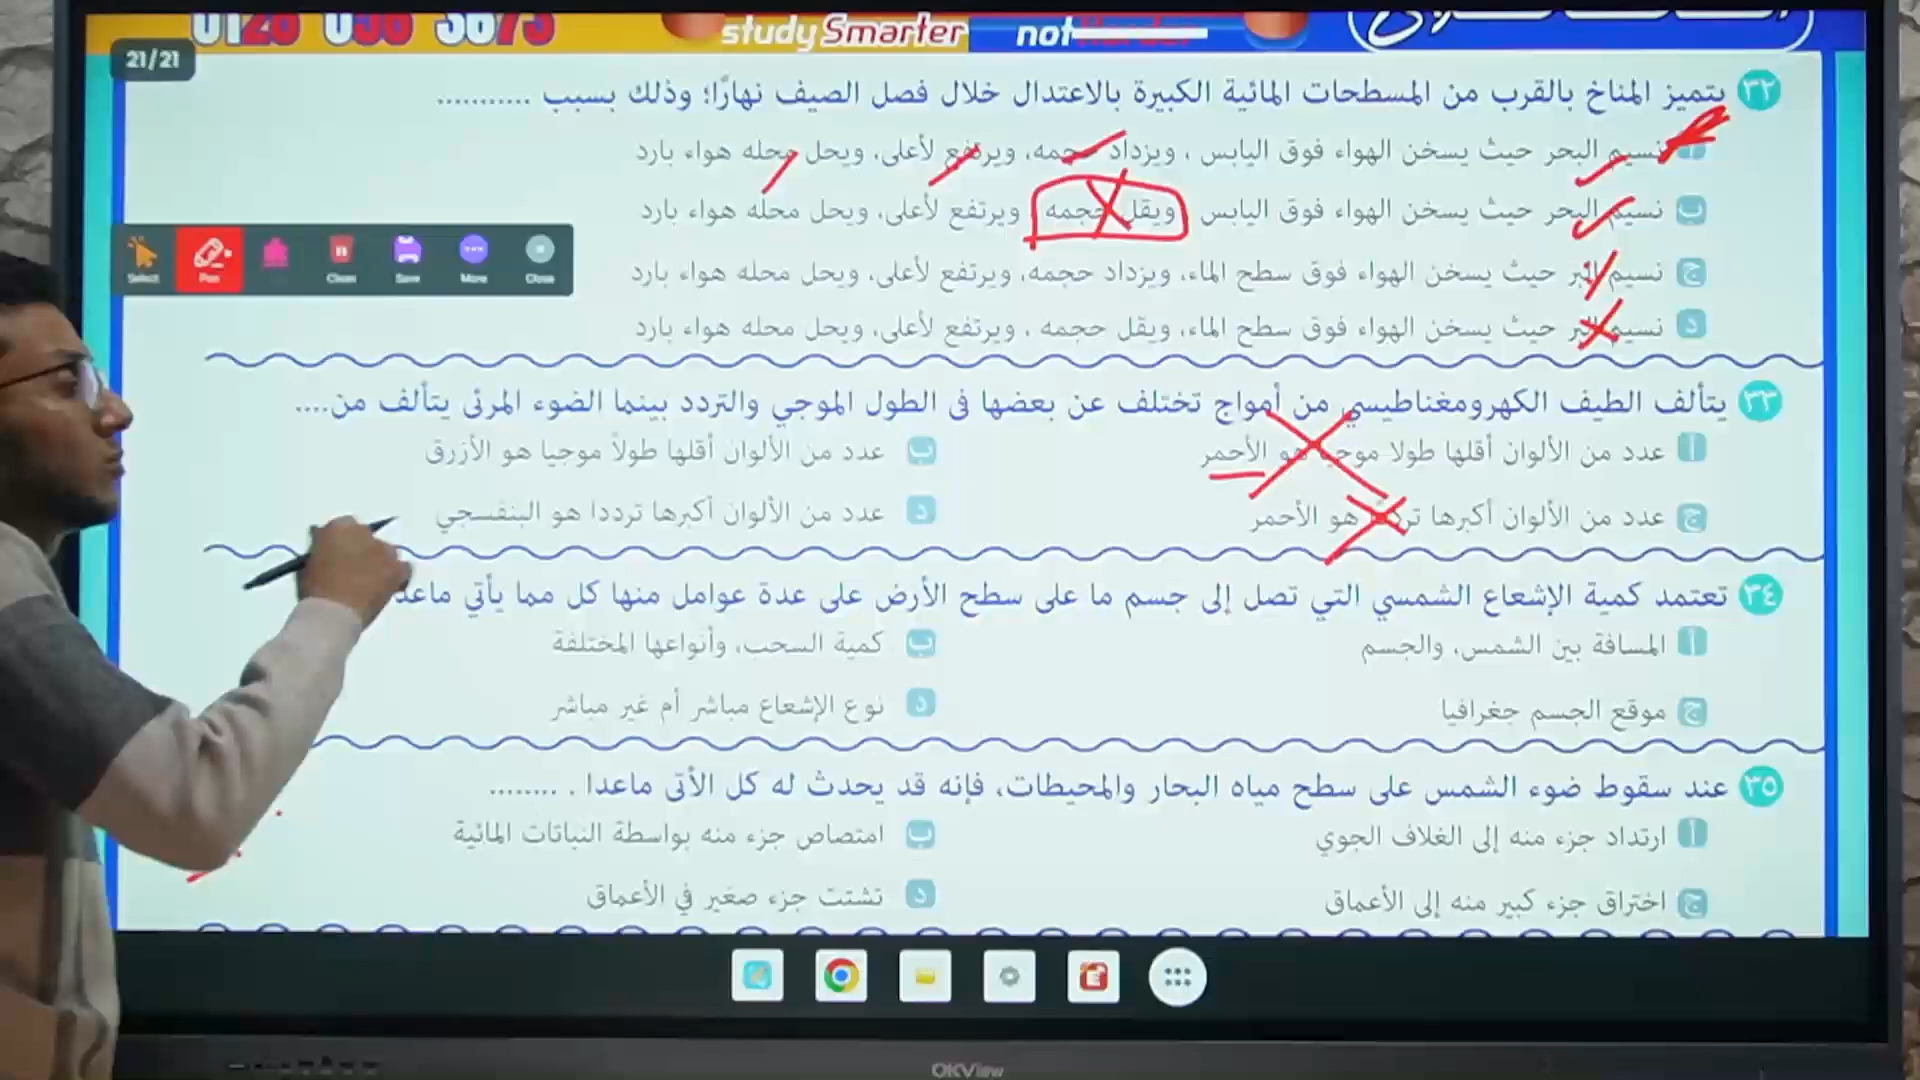 0128 056 3673
study Smarter not Harder
21/21
٣٢ يتميز المناخ بالقرب من المسطحات المائية الكبيرة بالاعتدال خلال فصل الصيف نهارًا؛ وذلك بسبب ...........
أ نسيم البحر حيث يسخن الهواء فوق اليابس ، ويزداد حجمه، ويرتفع لأعلى، ويحل محله هواء بارد
ب نسيم البحر حيث يسخن الهواء فوق اليابس ويقل حجمه ويرتفع لأعلى، ويحل محله هواء بارد
ج نسيم البر حيث يسخن الهواء فوق سطح الماء، ويزداد حجمه، ويرتفع لأعلى، ويحل محله هواء بارد
د نسيم البر حيث يسخن الهواء فوق سطح الماء، ويقل حجمه ، ويرتفع لأعلى، ويحل محله هواء بارد
Select Pen Clean Save More Close
٣٣ يتألف الطيف الكهرومغناطيسي من أمواج تختلف عن بعضها فى الطول الموجي والتردد بينما الضوء المرئى يتألف من....
أ عدد من الألوان أقلها طولا موجيا هو الأحمر ب عدد من الألوان أقلها طولاً موجيا هو الأزرق
ج عدد من الألوان أكبرها ترددًا هو الأحمر د عدد من الألوان أكبرها ترددا هو البنفسجي
٣٤ تعتمد كمية الإشعاع الشمسي التي تصل إلى جسم ما على سطح الأرض على عدة عوامل منها كل مما يأتي ماعدا
أ المسافة بين الشمس، والجسم ب كمية السحب، وأنواعها المختلفة
ج موقع الجسم جغرافيا د نوع الإشعاع مباشر أم غير مباشر
٣٥ عند سقوط ضوء الشمس على سطح مياه البحار والمحيطات، فإنه قد يحدث له كل الأتى ماعدا . ........
أ ارتداد جزء منه إلى الغلاف الجوي ب امتصاص جزء منه بواسطة النباتات المائية
ج اختراق جزء كبير منه إلى الأعماق د تشتت جزء صغير في الأعماق
OKView